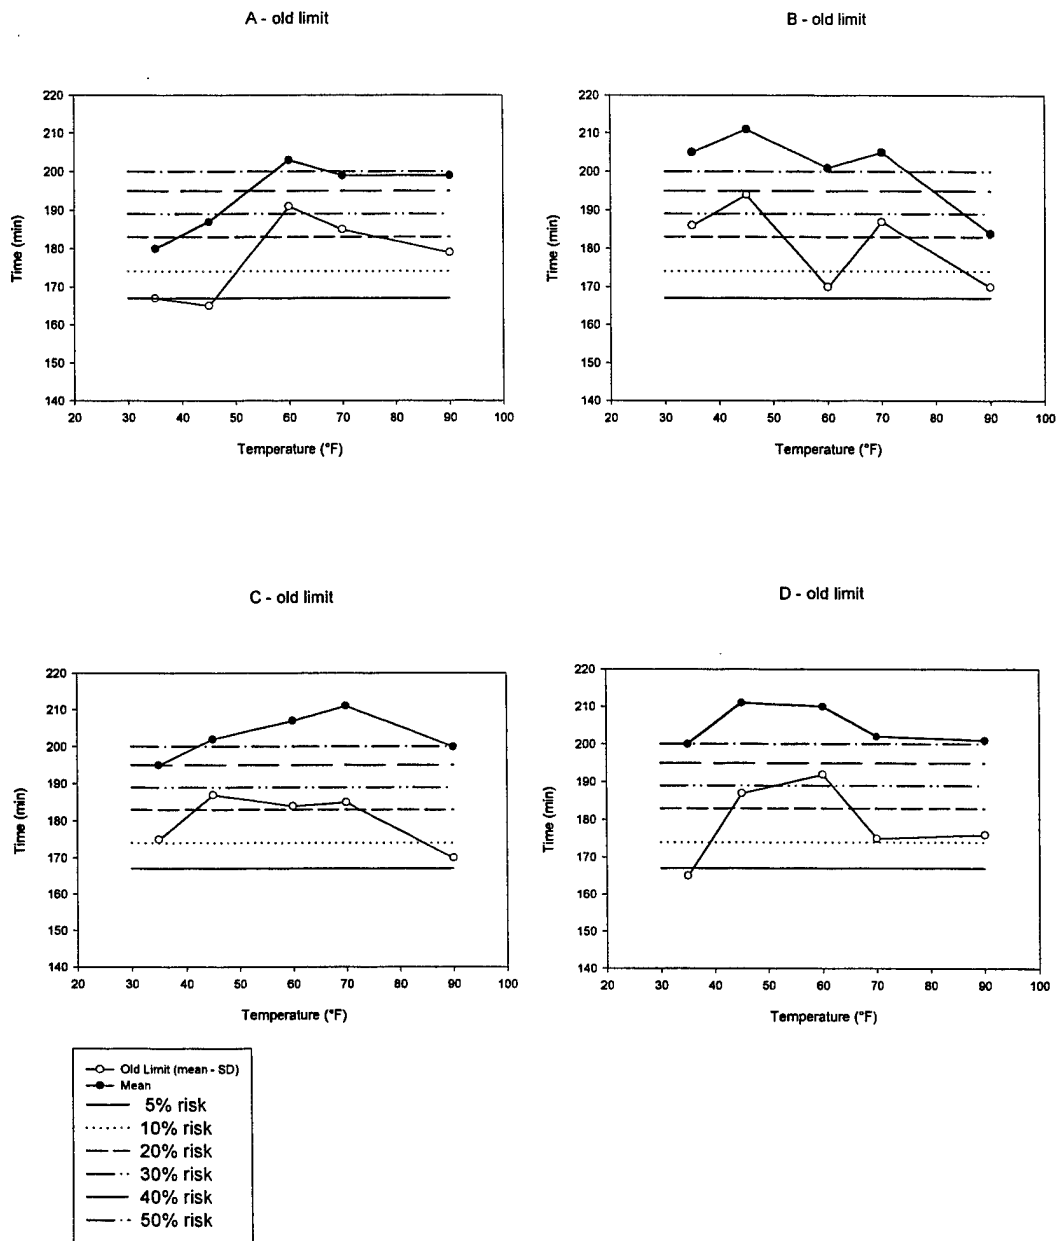 A - old limit
220
210
200
190
180
170
160
150
140
Time (min)
20 30 40 50 60 70 80 90 100
Temperature (°F)
B - old limit
220
210
200
190
180
170
160
150
140
Time (min)
20 30 40 50 60 70 80 90 100
Temperature (°F)
C - old limit
220
210
200
190
180
170
160
150
140
Time (min)
20 30 40 50 60 70 80 90 100
Temperature (°F)
D - old limit
220
210
200
190
180
170
160
150
140
Time (min)
20 30 40 50 60 70 80 90 100
Temperature (°F)
Old Limit (mean - SD)
Mean
5% risk
10% risk
20% risk
30% risk
40% risk
50% risk